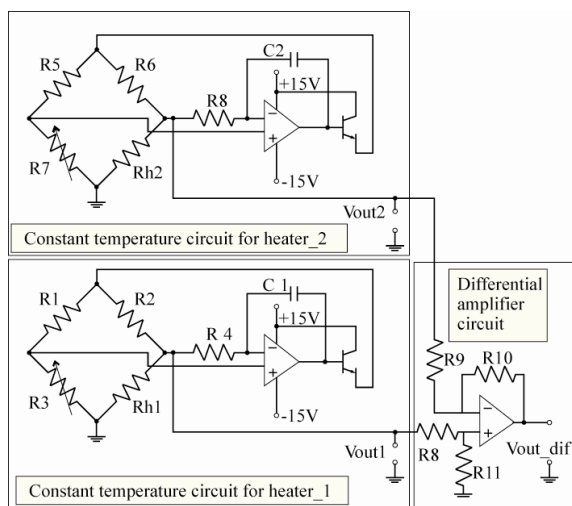 R5
R6
C2
+15V
R8
R7
Rh2
-15V
Vout2
Constant temperature circuit for heater_2
R1
R2
C 1
+15V
R 4
R3
Rh1
-15V
Vout1
Constant temperature circuit for heater_1
Differential
amplifier
circuit
R9
R10
R8
R11
Vout_dif